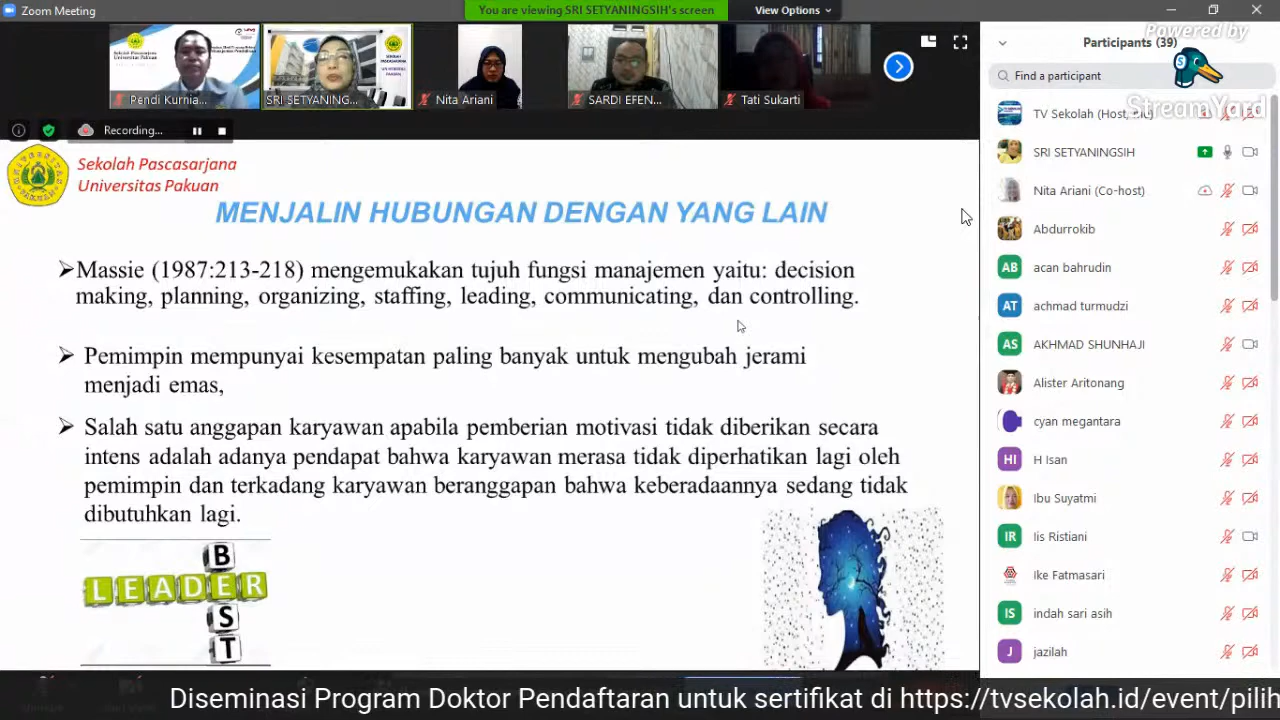 Zoom Meeting
You are viewing SRI SETYANINGSIH's screen
View Options
Pendi Kurnia...
SRI SETYANING...
Nita Ariani
SARDI EFEN...
Tati Sukarti
Recording...
Sekolah Pascasarjana
Universitas Pakuan
MENJALIN HUBUNGAN DENGAN YANG LAIN
Massie (1987:213-218) mengemukakan tujuh fungsi manajemen yaitu: decision
making, planning, organizing, staffing, leading, communicating, dan controlling.
Pemimpin mempunyai kesempatan paling banyak untuk mengubah jerami
menjadi emas,
Salah satu anggapan karyawan apabila pemberian motivasi tidak diberikan secara
intens adalah adanya pendapat bahwa karyawan merasa tidak diperhatikan lagi oleh
pemimpin dan terkadang karyawan beranggapan bahwa keberadaannya sedang tidak
dibutuhkan lagi.
LEADER
BEST
Participants (39)
Powered by
StreamYard
Find a participant
TV Sekolah (Host, me)
SRI SETYANINGSIH
Nita Ariani (Co-host)
Abdurrokib
AB acan bahrudin
AT achmad turmudzi
AS AKHMAD SHUNHAJI
Alister Aritonang
cyan megantara
HI H Isan
Ibu Suyatmi
IR Iis Ristiani
Ike Fatmasari
IS indah sari asih
J jazilah
Diseminasi Program Doktor Pendaftaran untuk sertifikat di https://tvsekolah.id/event/pilih